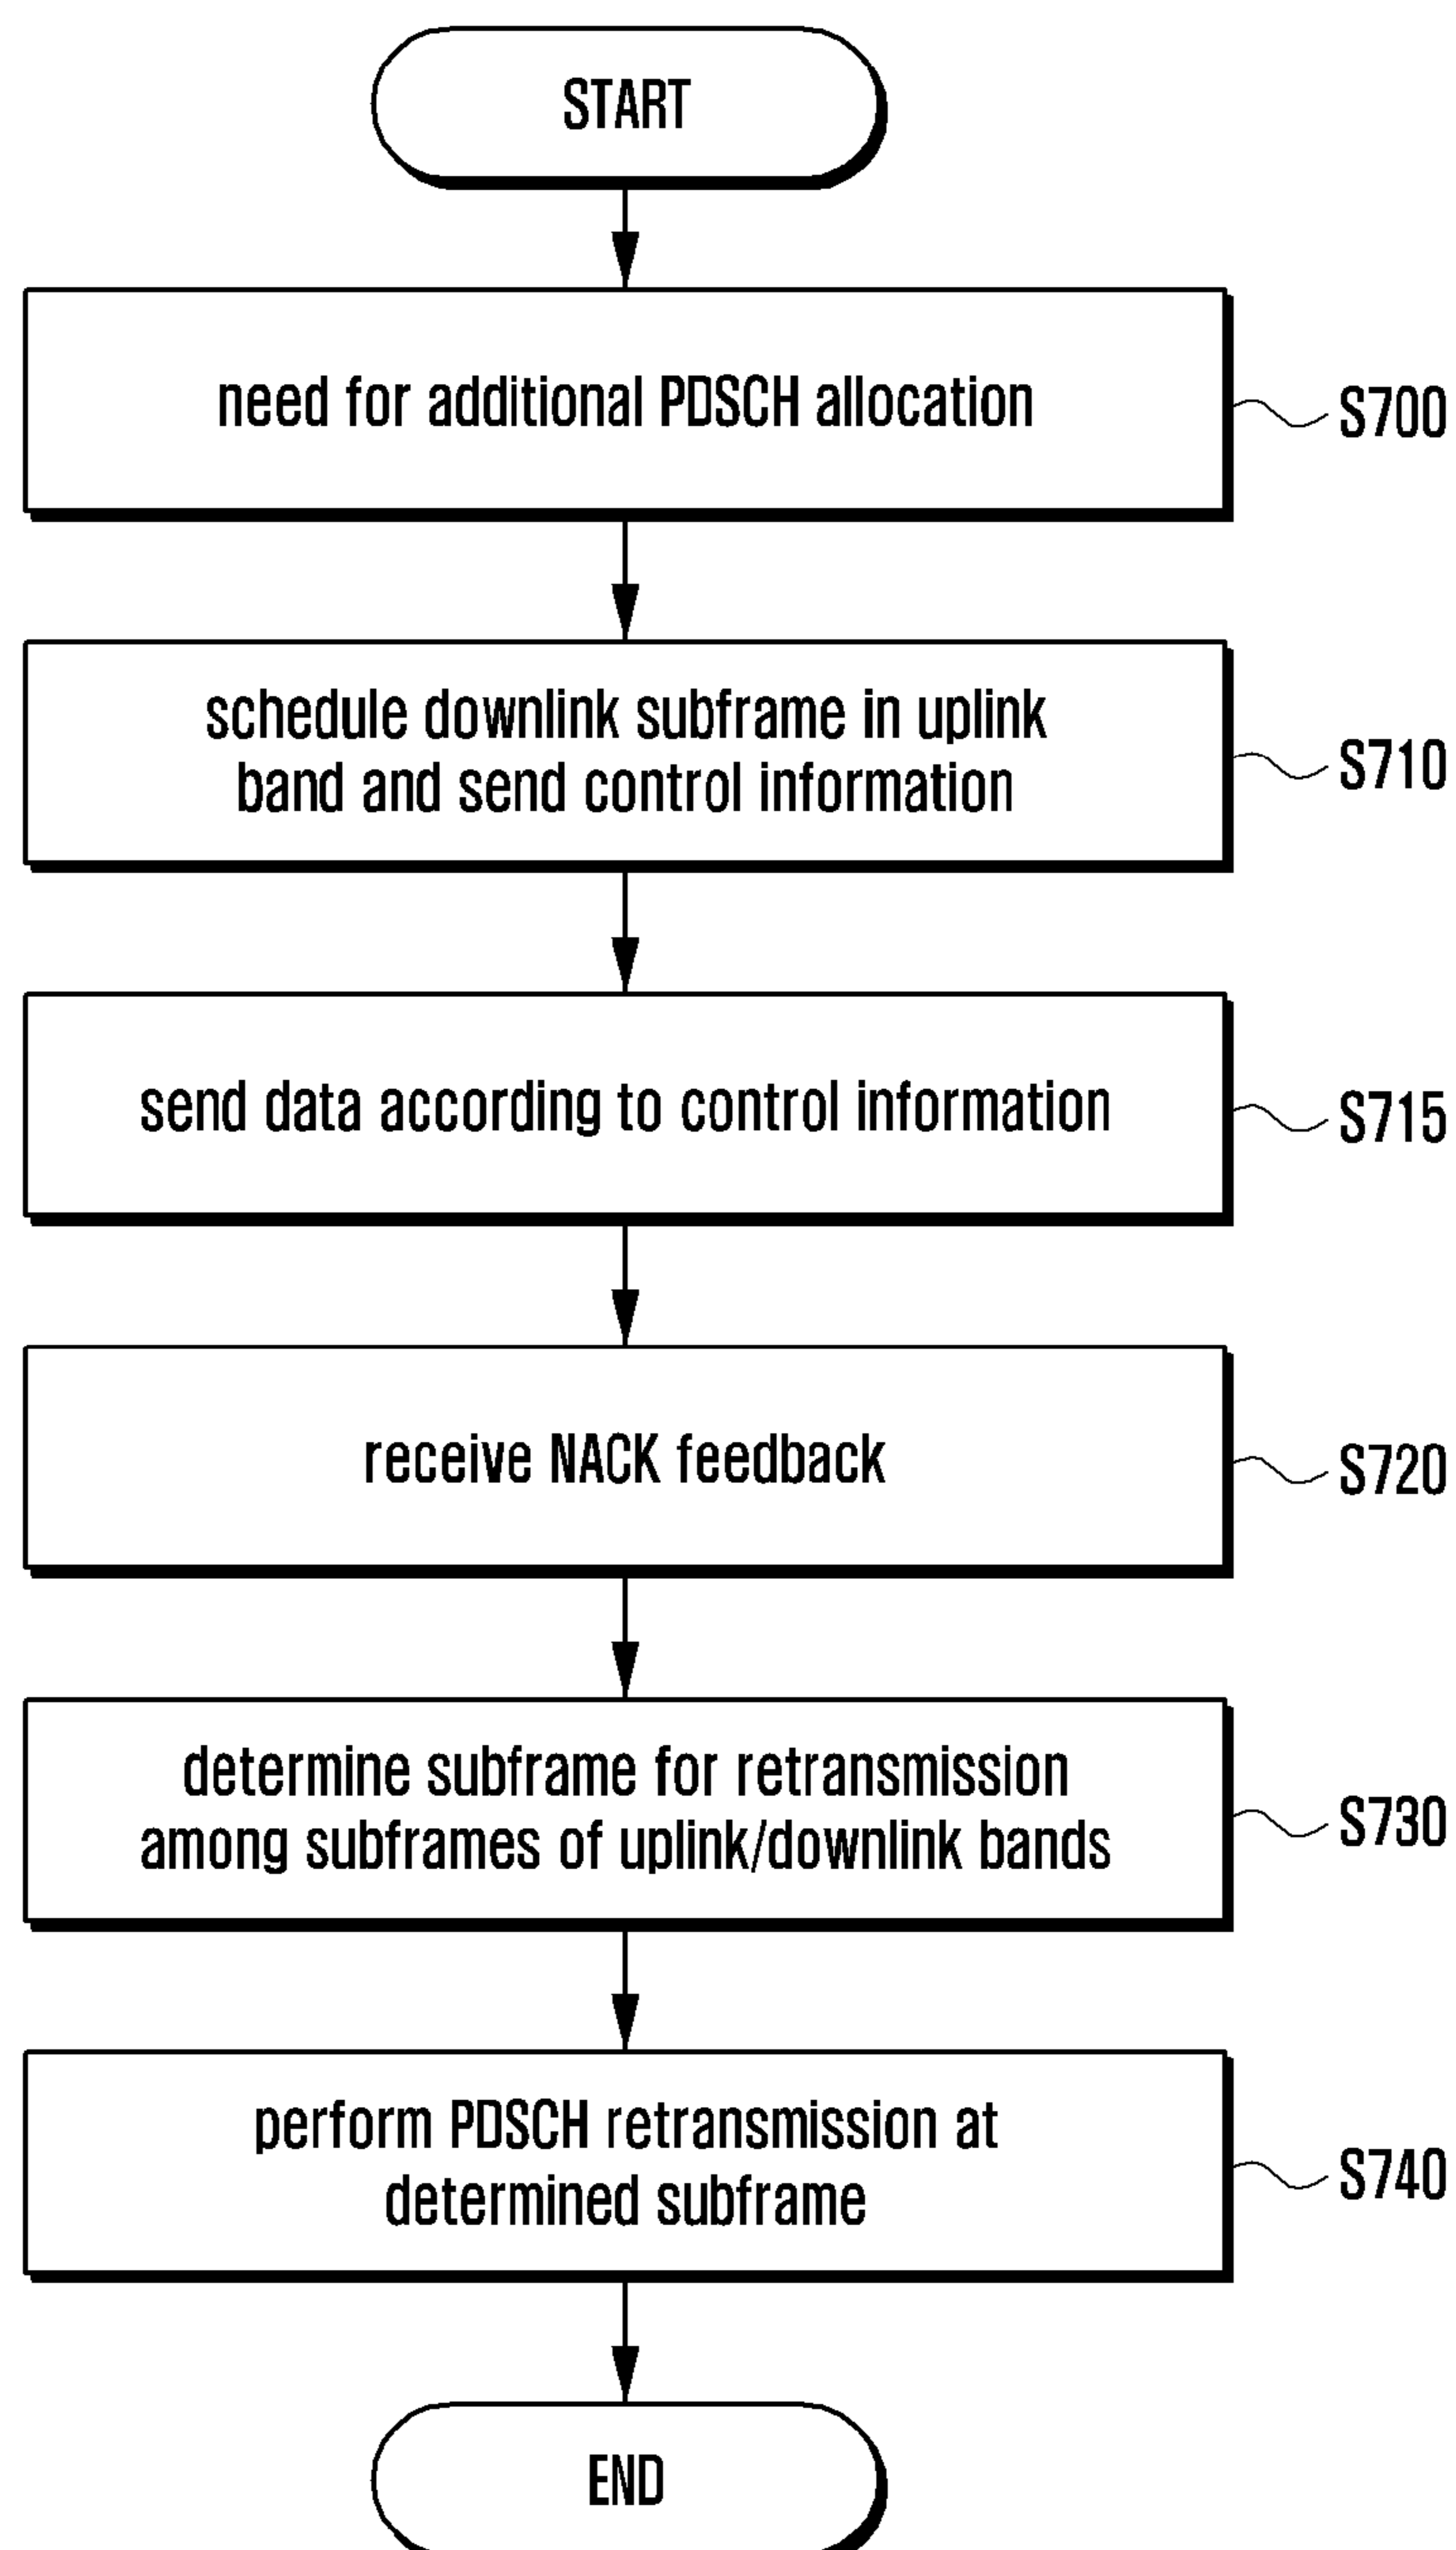 START
need for additional PDSCH allocation
S700
schedule downlink subframe in uplink
band and send control information
S710
send data according to control information
S715
receive NACK feedback
S720
determine subframe for retransmission
among subframes of uplink/downlink bands
S730
perform PDSCH retransmission at
determined subframe
S740
END